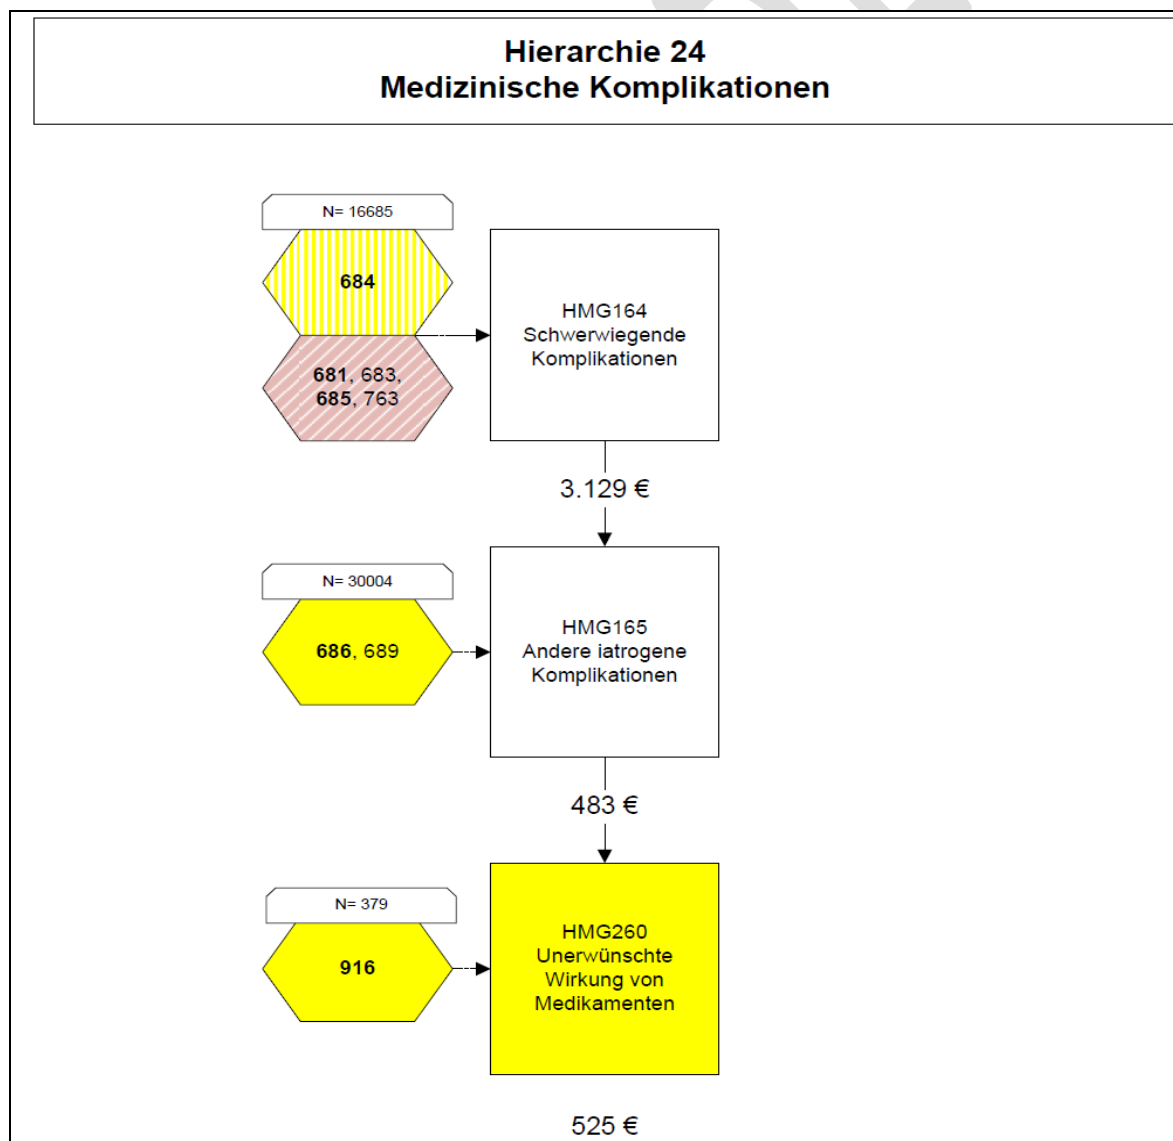 Hierarchie 24
Medizinische Komplikationen
N= 16685
684
681, 683,
685, 763
HMG164
Schwerwiegende
Komplikationen
3.129 €
N= 30004
686, 689
HMG165
Andere iatrogene
Komplikationen
483 €
N= 379
916
HMG260
Unerwünschte
Wirkung von
Medikamenten
525 €